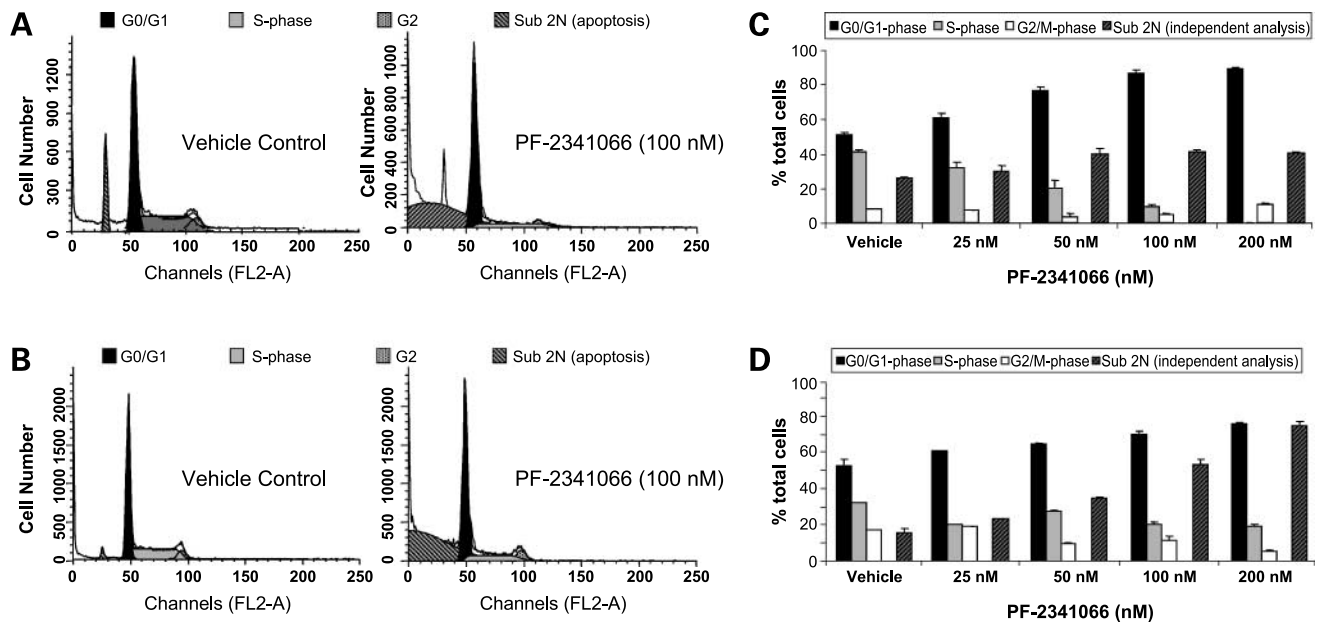 A
G0/G1 S-phase G2 Sub 2N (apoptosis)
Cell Number
1200
900
600
300
0
Vehicle Control
0 50 100 150 200 250
Channels (FL2-A)
Cell Number
1000
800
600
400
200
0
PF-2341066 (100 nM)
0 50 100 150 200 250
Channels (FL2-A)
B
G0/G1 S-phase G2 Sub 2N (apoptosis)
Cell Number
2000
1500
1000
500
0
Vehicle Control
0 50 100 150 200 250
Channels (FL2-A)
Cell Number
2000
1500
1000
500
0
PF-2341066 (100 nM)
0 50 100 150 200 250
Channels (FL2-A)
C
G0/G1-phase S-phase G2/M-phase Sub 2N (independent analysis)
% total cells
100
80
60
40
20
0
Vehicle 25 nM 50 nM 100 nM 200 nM
PF-2341066 (nM)
D
G0/G1-phase S-phase G2/M-phase Sub 2N (independent analysis)
% total cells
100
80
60
40
20
0
Vehicle 25 nM 50 nM 100 nM 200 nM
PF-2341066 (nM)